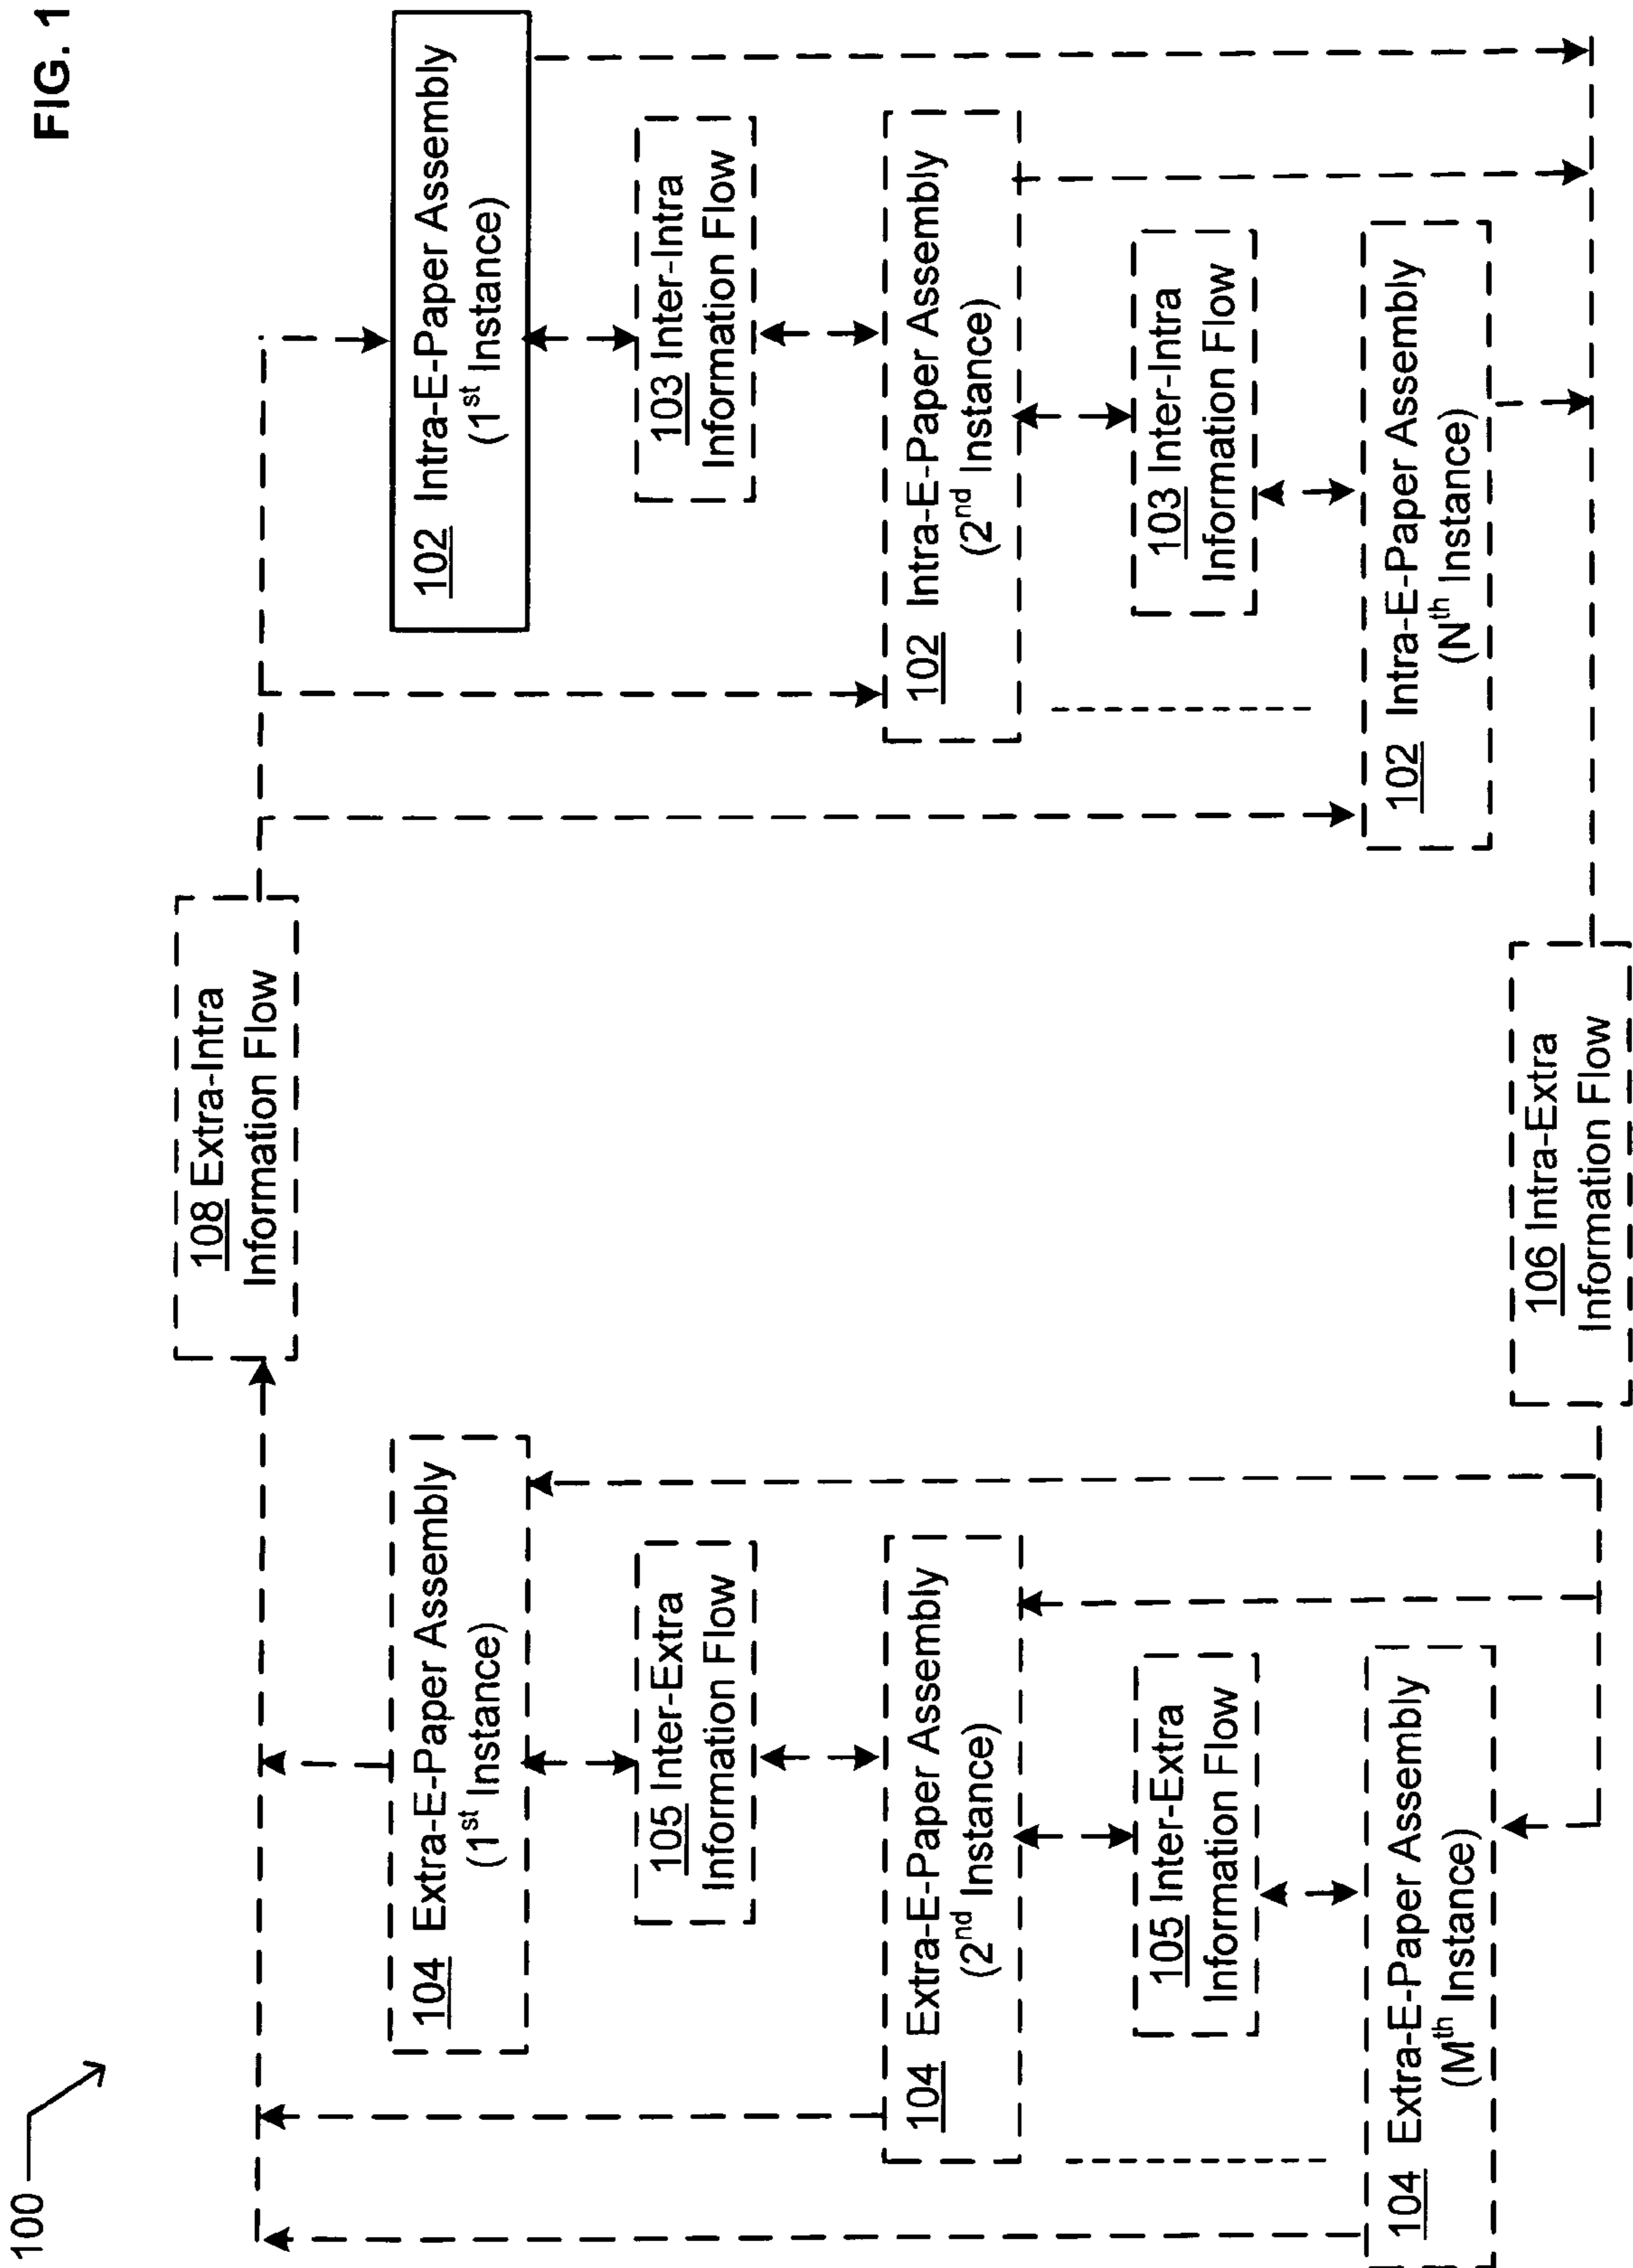 FIG. 1
100
108 Extra-Intra
Information Flow
104 Extra-E-Paper Assembly
(1st Instance)
102 Intra-E-Paper Assembly
(1st Instance)
105 Inter-Extra
Information Flow
103 Inter-Intra
Information Flow
104 Extra-E-Paper Assembly
(2nd Instance)
102 Intra-E-Paper Assembly
(2nd Instance)
105 Inter-Extra
Information Flow
103 Inter-Intra
Information Flow
104 Extra-E-Paper Assembly
(Mth Instance)
102 Intra-E-Paper Assembly
(Nth Instance)
106 Intra-Extra
Information Flow